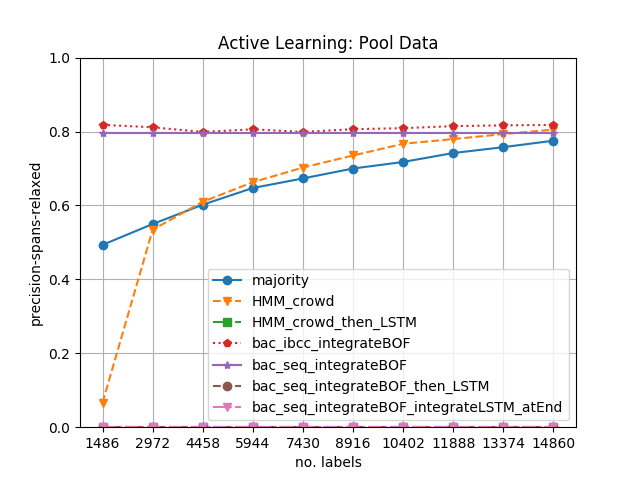 Active Learning: Pool Data
1.0
0.8
0.6
0.4
0.2
0.0
precision-spans-relaxed
majority
HMM_crowd
HMM_crowd_then_LSTM
bac_ibcc_integrateBOF
bac_seq_integrateBOF
bac_seq_integrateBOF_then_LSTM
bac_seq_integrateBOF_integrateLSTM_atEnd
1486 2972 4458 5944 7430 8916 10402 11888 13374 14860
no. labels